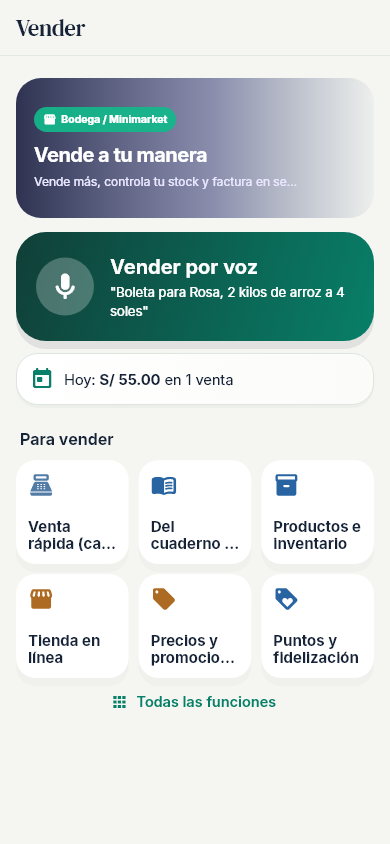 Vender
Bodega / Minimarket
Vende a tu manera
Vende más, controla tu stock y factura en se...
Vender por voz
"Boleta para Rosa, 2 kilos de arroz a 4
soles"
Hoy: S/ 55.00 en 1 venta
Para vender
Venta
rápida (ca...
Del
cuaderno ...
Productos e
inventario
Tienda en
línea
Precios y
promocio...
Puntos y
fidelización
Todas las funciones